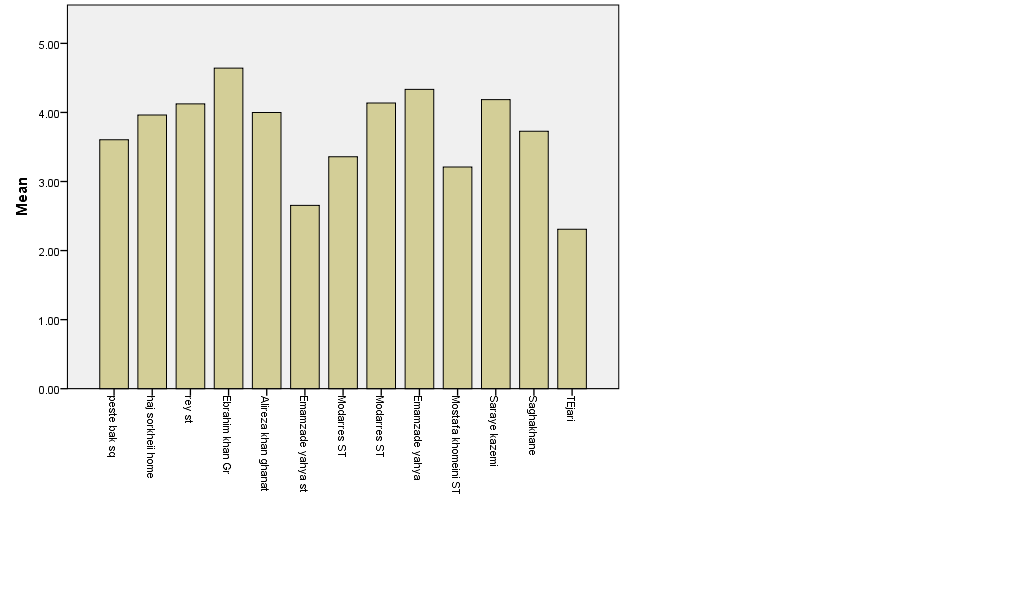 5.00
4.00
3.00
2.00
1.00
0.00
Mean
peste bak sq
haj sorkheii home
rey st
Ebrahim khan Gr
Alireza khan ghanat
Emamzade yahya st
Modarres ST
Modarres ST
Emamzade yahya
Mostafa khomeini ST
Saraye kazemi
Saghakhane
TEjari